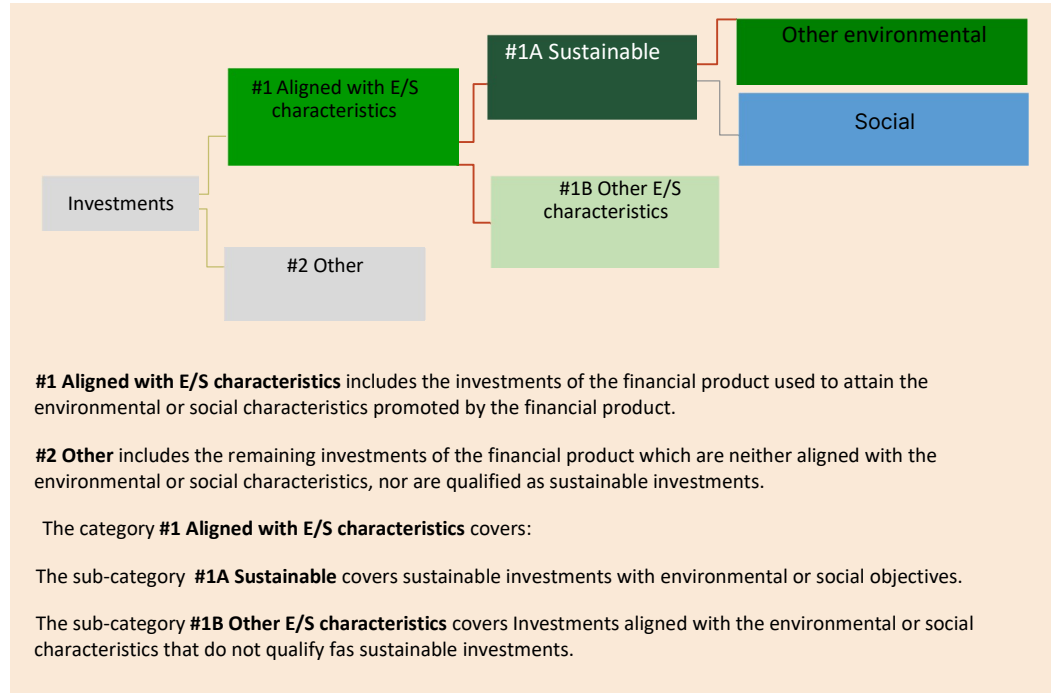 Other environmental
#1A Sustainable
#1 Aligned with E/S
characteristics
Social
#1B Other E/S
characteristics
Investments
#2 Other
#1 Aligned with E/S characteristics includes the investments of the financial product used to attain the
environmental or social characteristics promoted by the financial product.
#2 Other includes the remaining investments of the financial product which are neither aligned with the
environmental or social characteristics, nor are qualified as sustainable investments.
The category #1 Aligned with E/S characteristics covers:
The sub-category #1A Sustainable covers sustainable investments with environmental or social objectives.
The sub-category #1B Other E/S characteristics covers Investments aligned with the environmental or social
characteristics that do not qualify fas sustainable investments.